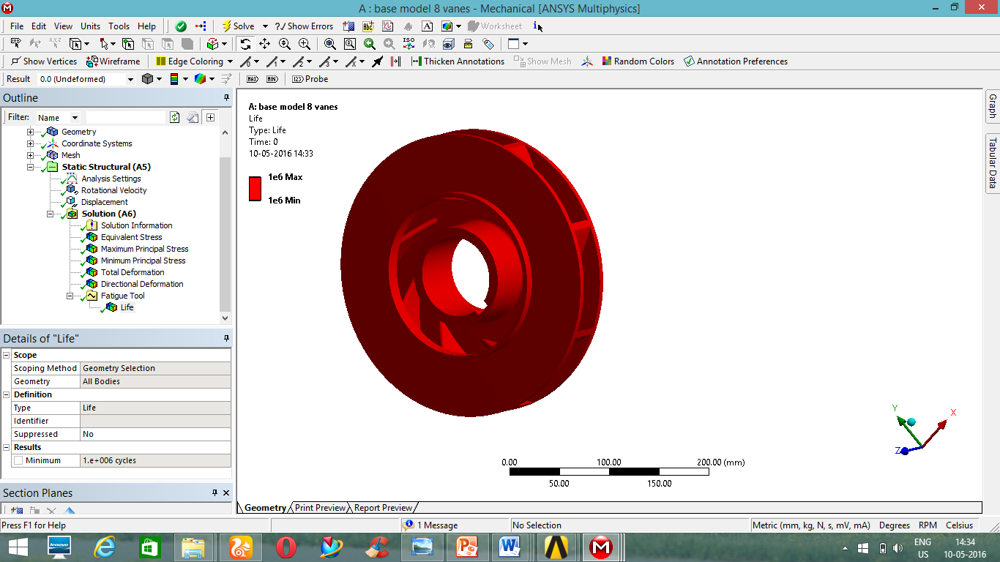 A : base model 8 vanes - Mechanical [ANSYS Multiphysics]
File Edit View Units Tools Help Solve ?/ Show Errors Worksheet
Show Vertices Wireframe Edge Coloring Thicken Annotations Show Mesh Random Colors Annotation Preferences
Result 0.0 (Undeformed) MAX MIN Probe
Outline
Filter: Name
Geometry
Coordinate Systems
Mesh
Static Structural (A5)
Analysis Settings
Rotational Velocity
Displacement
Solution (A6)
Solution Information
Equivalent Stress
Maximum Principal Stress
Minimum Principal Stress
Total Deformation
Directional Deformation
Fatigue Tool
Life
Details of "Life"
Scope
Scoping Method Geometry Selection
Geometry All Bodies
Definition
Type Life
Identifier
Suppressed No
Results
Minimum 1.e+006 cycles
Section Planes
A: base model 8 vanes
Life
Type: Life
Time: 0
10-05-2016 14:33
1e6 Max
1e6 Min
Y
X
Z
0.00 100.00 200.00 (mm)
50.00 150.00
Graph
Tabular Data
Geometry Print Preview Report Preview
Press F1 for Help 1 Message No Selection Metric (mm, kg, N, s, mV, mA) Degrees RPM Celsius
lenovo
ENG 14:34
US 10-05-2016